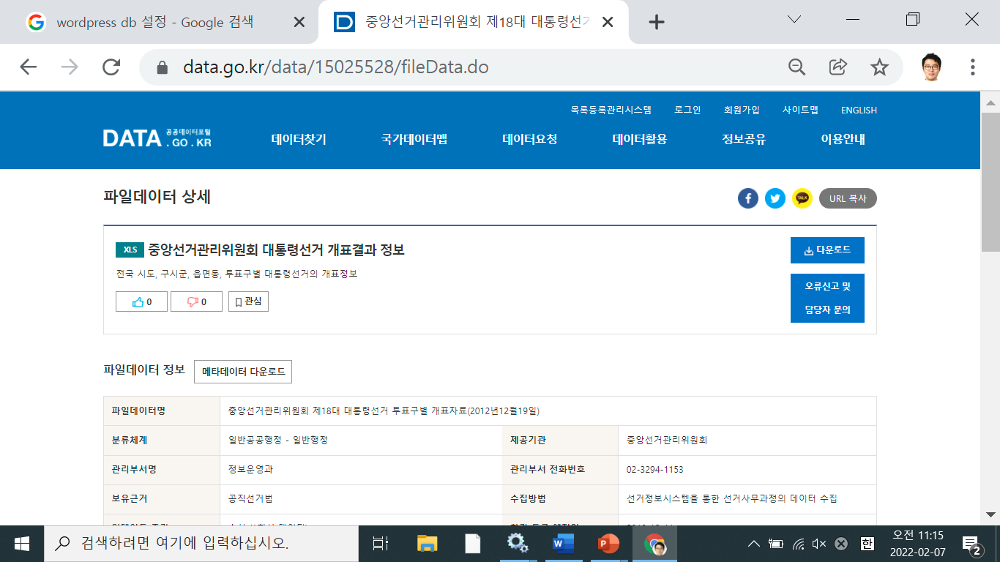 wordpress db 설정 - Google 검색
중앙선거관리위원회 제18대 대통령선거
data.go.kr/data/15025528/fileData.do
목록등록관리시스템 로그인 회원가입 사이트맵 ENGLISH
DATA 공공데이터포털 .GO.KR
데이터찾기 국가데이터맵 데이터요청 데이터활용 정보공유 이용안내
파일데이터 상세
TALK
URL 복사
XLS 중앙선거관리위원회 대통령선거 개표결과 정보
다운로드
전국 시도, 구시군, 읍면동, 투표구별 대통령선거의 개표정보
오류신고 및
담당자 문의
0 0 관심
파일데이터 정보 메타데이터 다운로드
파일데이터명 중앙선거관리위원회 제18대 대통령선거 투표구별 개표자료(2012년12월19일)
분류체계 일반공공행정 - 일반행정 제공기관 중앙선거관리위원회
관리부서명 정보운영과 관리부서 전화번호 02-3294-1153
보유근거 공직선거법 수집방법 선거정보시스템을 통한 선거사무과정의 데이터 수집
검색하려면 여기에 입력하십시오.
W P 한
오전 11:15
2022-02-07
2